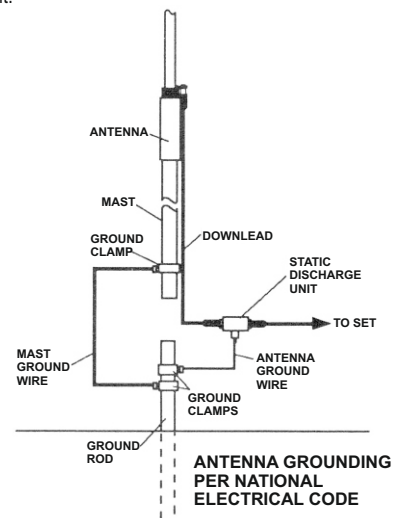 t.
ANTENNA
MAST
GROUND
CLAMP
DOWNLEAD
STATIC
DISCHARGE
UNIT
TO SET
MAST
GROUND
WIRE
ANTENNA
GROUND
WIRE
GROUND
CLAMPS
GROUND
ROD
ANTENNA GROUNDING
PER NATIONAL
ELECTRICAL CODE